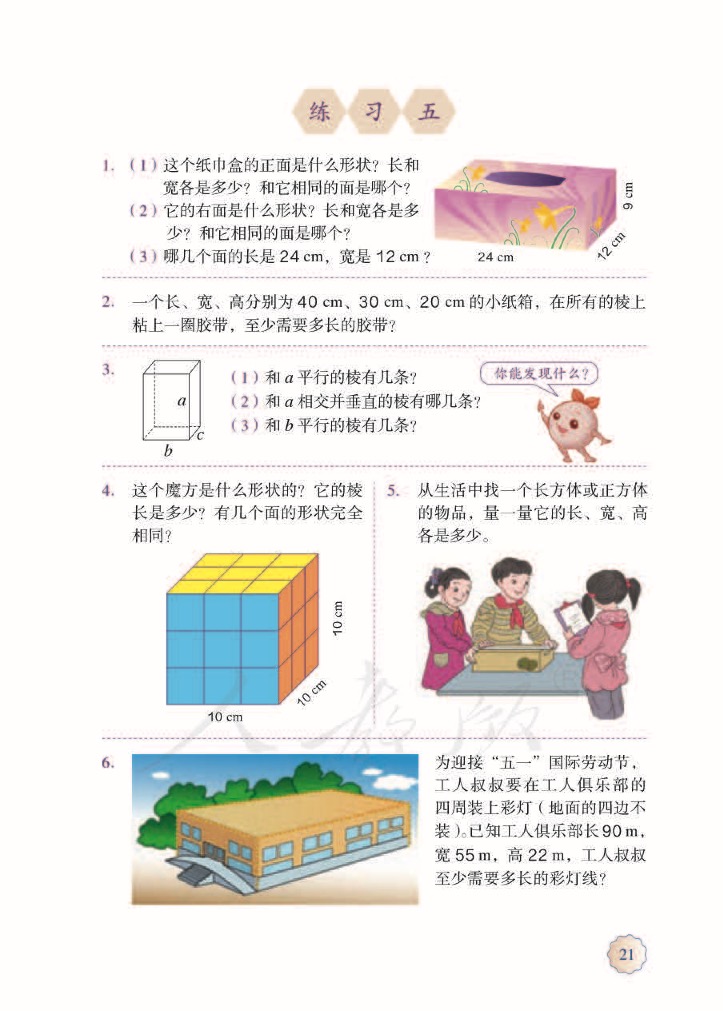 练习五
1.（1）这个纸巾盒的正面是什么形状？长和
宽各是多少？和它相同的面是哪个？
（2）它的右面是什么形状？长和宽各是多
少？和它相同的面是哪个？
（3）哪几个面的长是 24 cm，宽是 12 cm？
9 cm
24 cm
12 cm
2. 一个长、宽、高分别为 40 cm、30 cm、20 cm 的小纸箱，在所有的棱上
粘上一圈胶带，至少需要多长的胶带？
3.
a
b
c
（1）和 a 平行的棱有几条？
（2）和 a 相交并垂直的棱有哪几条？
（3）和 b 平行的棱有几条？
你能发现什么？
4. 这个魔方是什么形状的？它的棱
长是多少？有几个面的形状完全
相同？
10 cm
10 cm
10 cm
5. 从生活中找一个长方体或正方体
的物品，量一量它的长、宽、高
各是多少。
人教版
6.
为迎接“五一”国际劳动节，
工人叔叔要在工人俱乐部的
四周装上彩灯（地面的四边不
装）。已知工人俱乐部长 90 m，
宽 55 m，高 22 m，工人叔叔
至少需要多长的彩灯线？
21